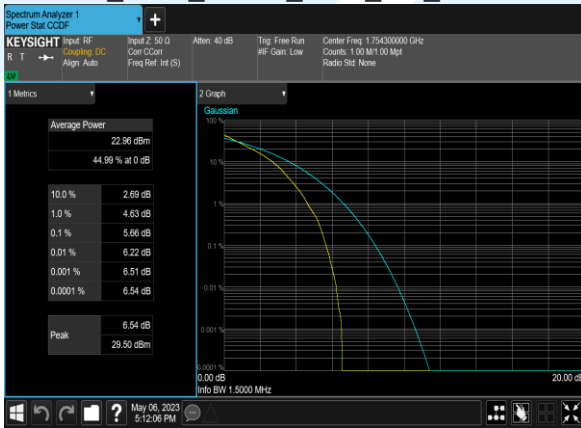 Spectrum Analyzer 1
Power Stat CCDF
KEYSIGHT
R T
Input: RF
Coupling: DC
Align: Auto
Input Z: 50 Ω
Corr CCorr
Freq Ref: Int (S)
Atten: 40 dB
Trig: Free Run
#IF Gain: Low
Center Freq: 1.754300000 GHz
Counts: 1.00 M/1.00 Mpt
Radio Std: None
1 Metrics
Average Power
22.96 dBm
44.99 % at 0 dB
10.0 % 2.69 dB
1.0 % 4.63 dB
0.1 % 5.66 dB
0.01 % 6.22 dB
0.001 % 6.51 dB
0.0001 % 6.54 dB
Peak
6.54 dB
29.50 dBm
2 Graph
Gaussian
100 %
10 %
1 %
0.1 %
0.01 %
0.001 %
0.0001 %
0.00 dB 20.00 dB
Info BW 1.5000 MHz
?
May 06, 2023
5:12:06 PM